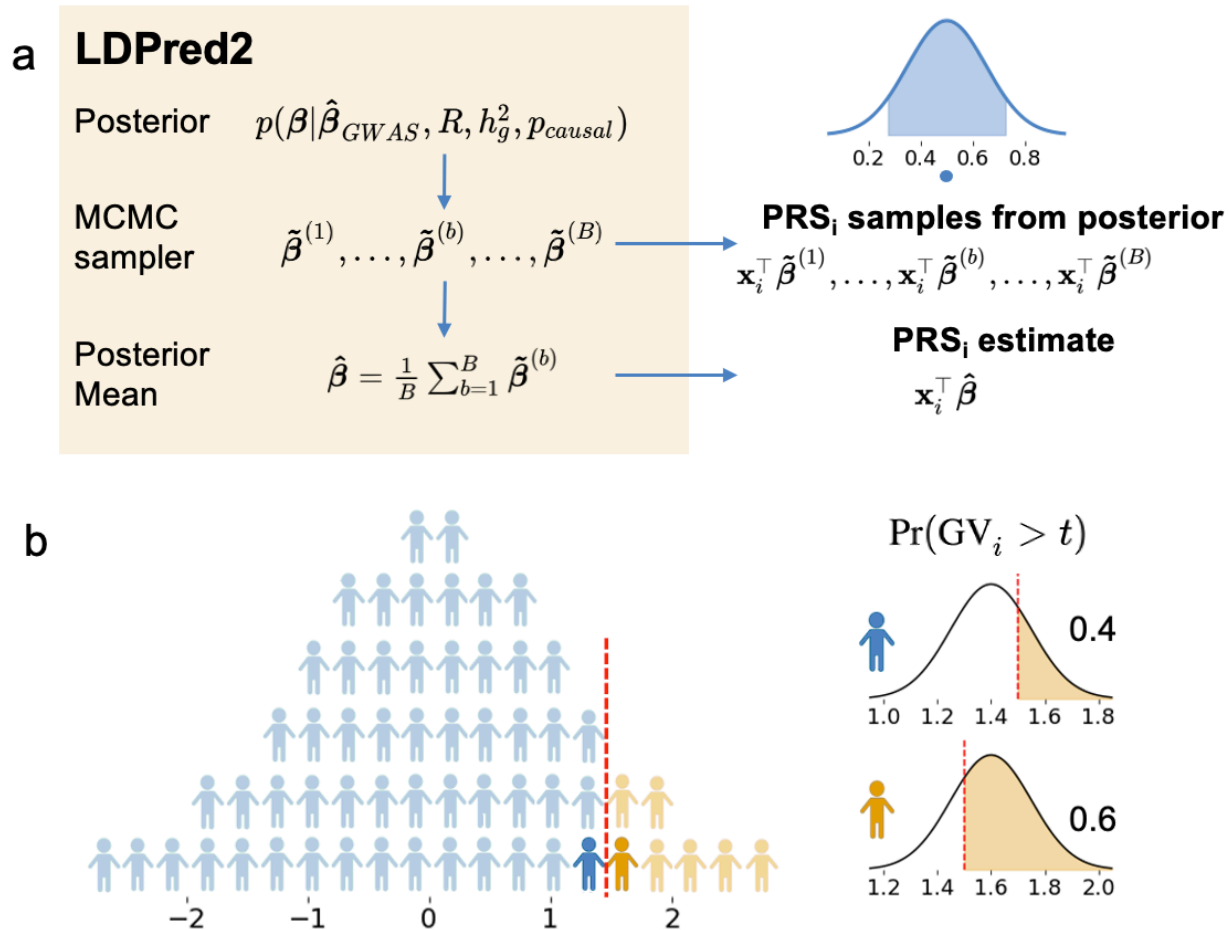 a
LDPred2
Posterior p(β|β̂_GWAS, R, h²_g, p_causal)
MCMC
sampler
β̃^(1), . . . , β̃^(b), . . . , β̃^(B)
Posterior
Mean
β̂ = 1/B ∑_{b=1}^{B} β̃^(b)
0.2 0.4 0.6 0.8
PRS_i samples from posterior
x_i^⊤ β̃^(1), . . . , x_i^⊤ β̃^(b), . . . , x_i^⊤ β̃^(B)
PRS_i estimate
x_i^⊤ β̂
b
−2 −1 0 1 2
Pr(GV_i > t)
0.4
1.0 1.2 1.4 1.6 1.8
0.6
1.2 1.4 1.6 1.8 2.0